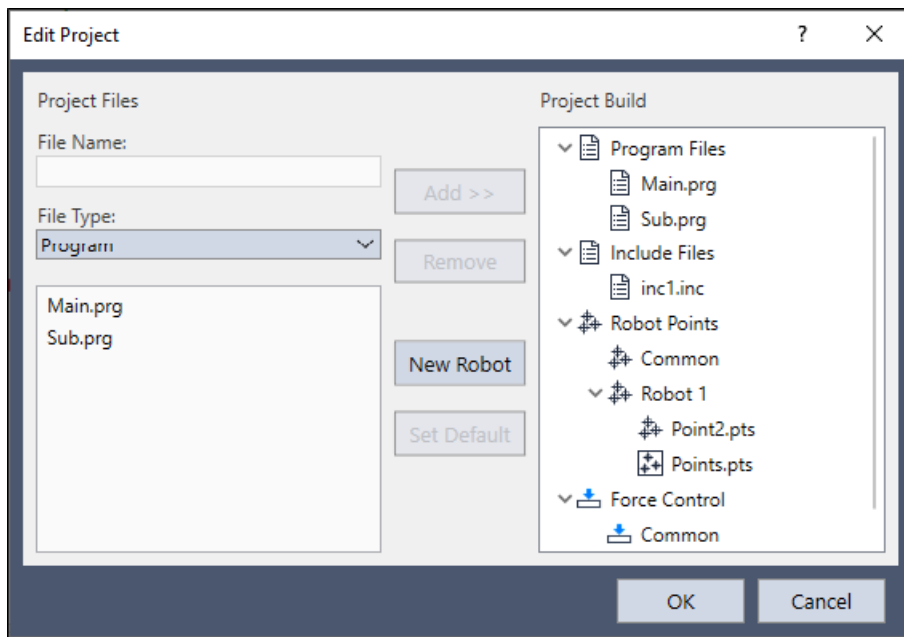 Edit Project
?
Project Files
File Name:
File Type:
Program
Main.prg
Sub.prg
Add >>
Remove
New Robot
Set Default
Project Build
Program Files
Main.prg
Sub.prg
Include Files
inc1.inc
Robot Points
Common
Robot 1
Point2.pts
Points.pts
Force Control
Common
OK
Cancel